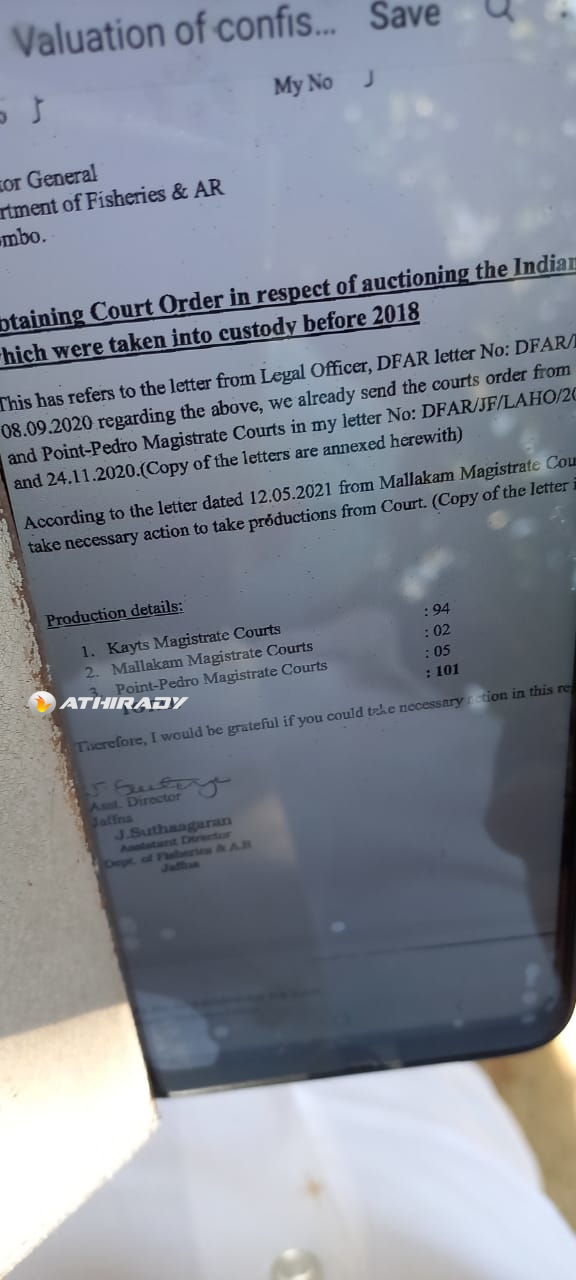 Valuation of confis... Save
My No J
tor General
rtment of Fisheries & AR
ombo.
btaining Court Order in respect of auctioning the Indian
hich were taken into custody before 2018
This has refers to the letter from Legal Officer, DFAR letter No: DFAR/
08.09.2020 regarding the above, we already send the courts order from
and Point-Pedro Magistrate Courts in my letter No: DFAR/JF/LAHO/20
and 24.11.2020.(Copy of the letters are annexed herewith)
According to the letter dated 12.05.2021 from Mallakam Magistrate Cou
take necessary action to take productions from Court. (Copy of the letter i
Production details:
1. Kayts Magistrate Courts : 94
2. Mallakam Magistrate Courts : 02
3. Point-Pedro Magistrate Courts : 05
: 101
ATHIRADY
Therefore, I would be grateful if you could take necessary action in this re
Asst. Director
Jaffna
J.Suthaagaran
Assistant Director
Dept. of Fisheries & A.R
Jaffna